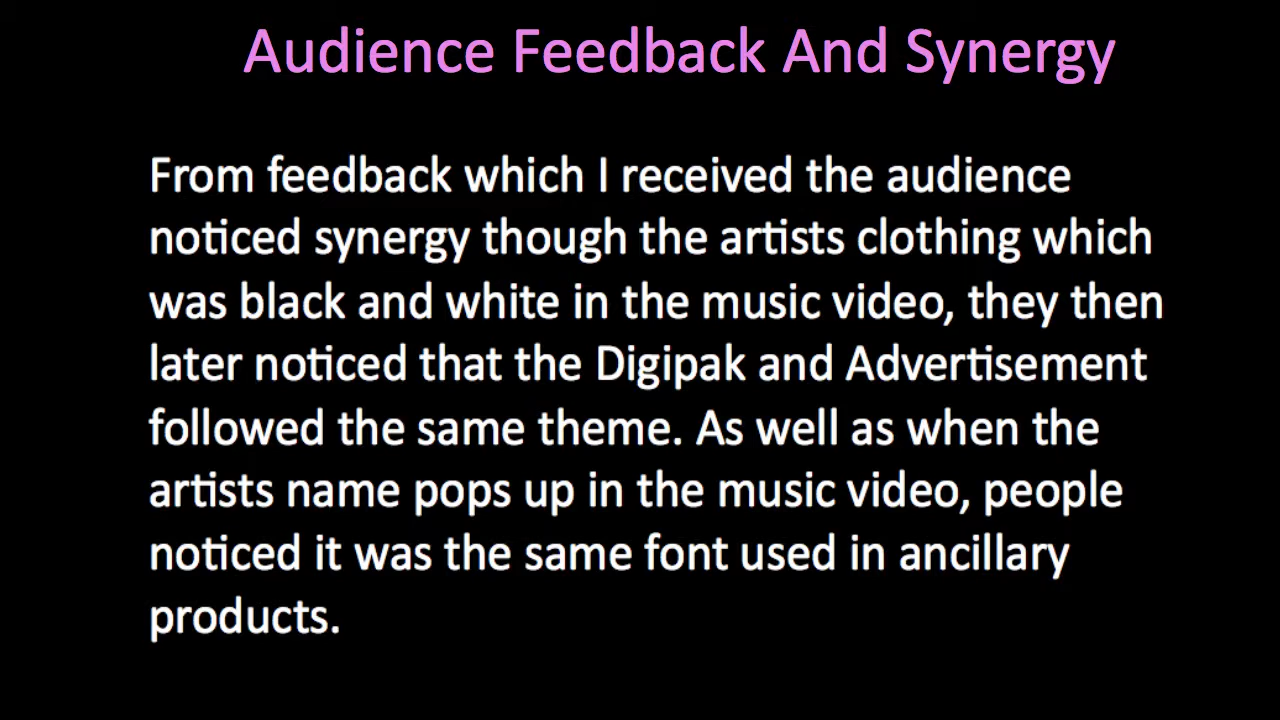 Audience Feedback And Synergy
From feedback which I received the audience
noticed synergy though the artists clothing which
was black and white in the music video, they then
later noticed that the Digipak and Advertisement
followed the same theme. As well as when the
artists name pops up in the music video, people
noticed it was the same font used in ancillary
products.